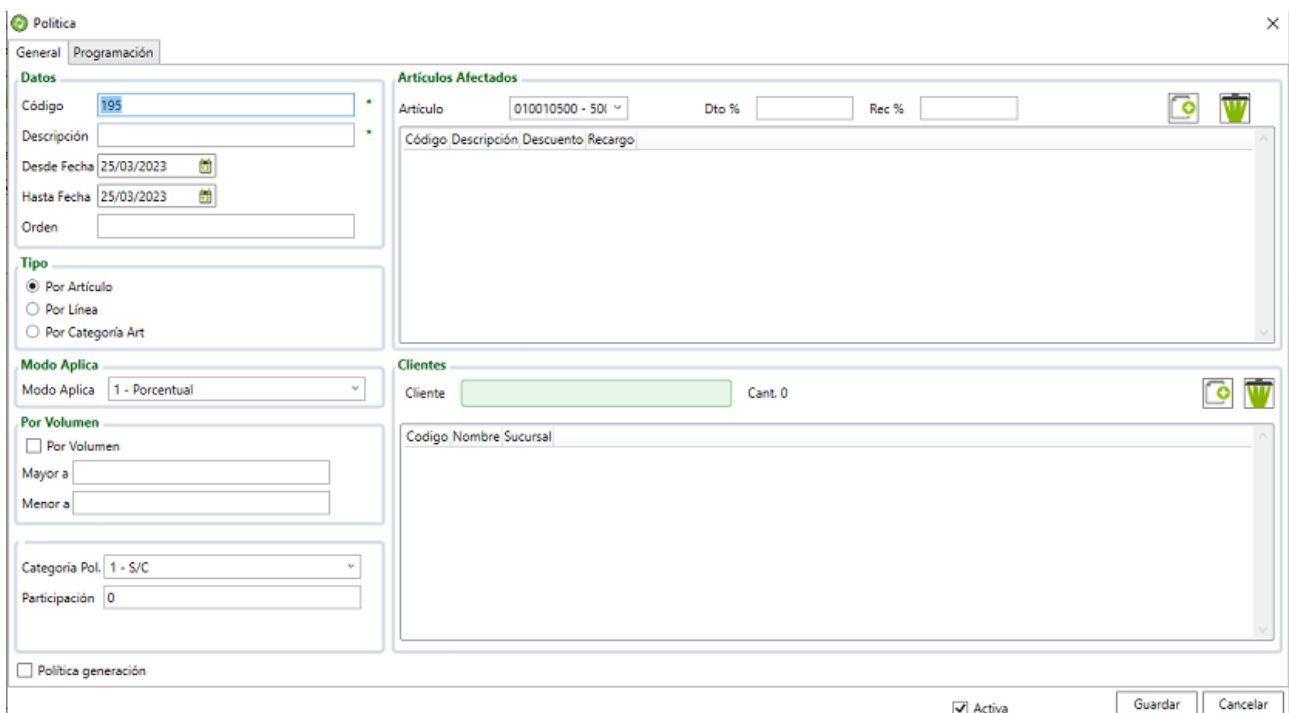 Politica
General Programación
Datos
Código 195 *
Descripción *
Desde Fecha 25/03/2023
Hasta Fecha 25/03/2023
Orden
Tipo
Por Artículo
Por Línea
Por Categoría Art
Modo Aplica
Modo Aplica 1 - Porcentual
Por Volumen
Por Volumen
Mayor a
Menor a
Categoria Pol. 1 - S/C
Participación 0
Política generación
Artículos Afectados
Artículo 010010500 - 50( Dto % Rec %
Código Descripción Descuento Recargo
Clientes
Cliente Cant. 0
Codigo Nombre Sucursal
Activa Guardar Cancelar